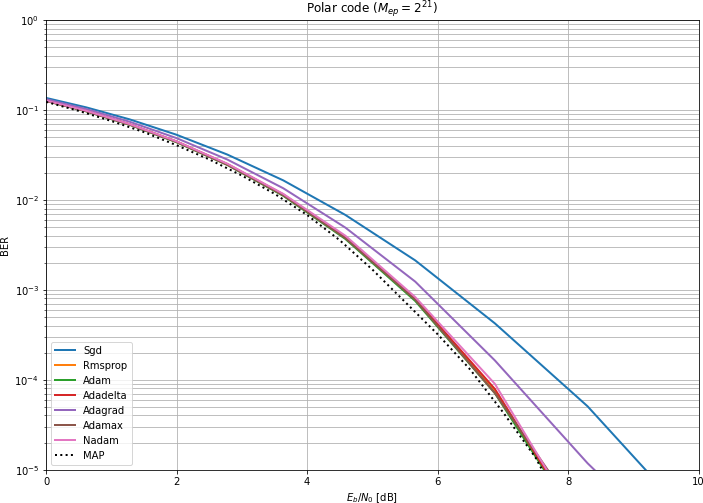 Polar code (M_ep = 2^21)
10^0
10^-1
10^-2
10^-3
10^-4
10^-5
BER
Sgd
Rmsprop
Adam
Adadelta
Adagrad
Adamax
Nadam
MAP
0
2
4
6
8
10
E_b/N_0 [dB]